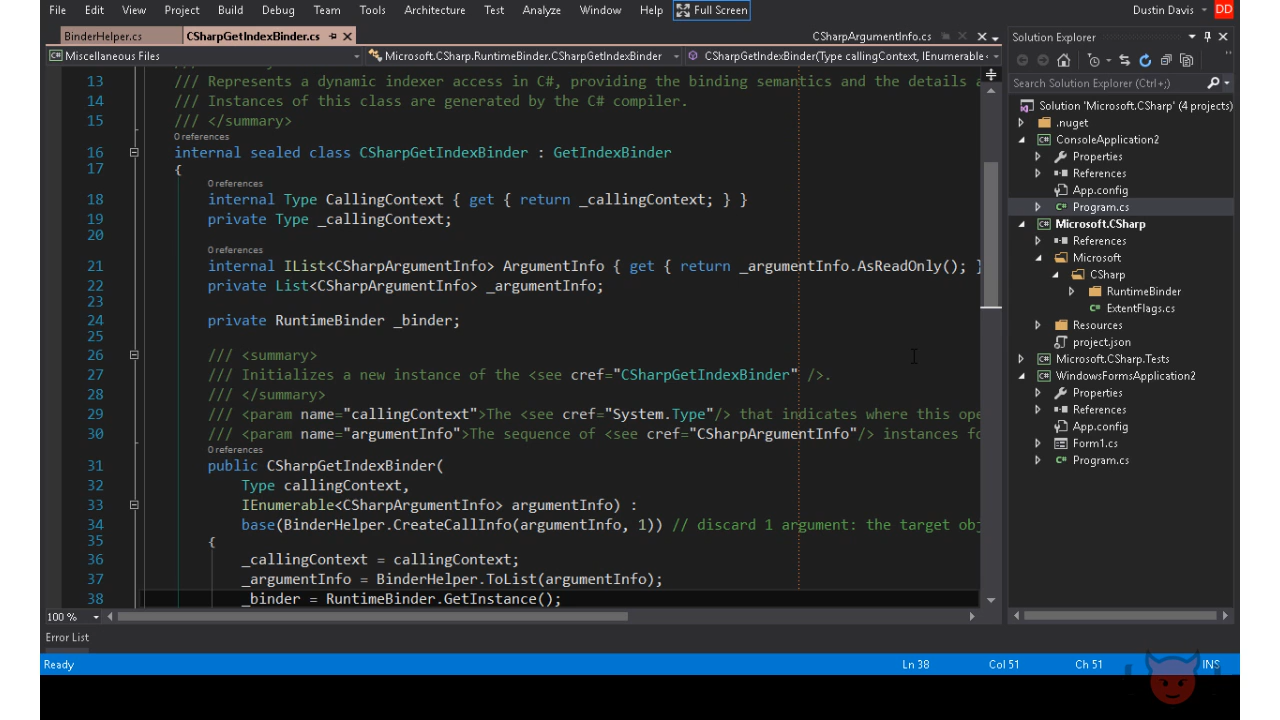 File Edit View Project Build Debug Team Tools Architecture Test Analyze Window Help Full Screen Dustin Davis DD
BinderHelper.cs CSharpGetIndexBinder.cs CSharpArgumentInfo.cs
Miscellaneous Files Microsoft.CSharp.RuntimeBinder.CSharpGetIndexBinder CSharpGetIndexBinder(Type callingContext, IEnumerable
13 /// Represents a dynamic indexer access in C#, providing the binding semantics and the details a
14 /// Instances of this class are generated by the C# compiler.
15 /// </summary>
0 references
16 internal sealed class CSharpGetIndexBinder : GetIndexBinder
17 {
0 references
18 internal Type CallingContext { get { return _callingContext; } }
19 private Type _callingContext;
20
0 references
21 internal IList<CSharpArgumentInfo> ArgumentInfo { get { return _argumentInfo.AsReadOnly(); }
22 private List<CSharpArgumentInfo> _argumentInfo;
23
24 private RuntimeBinder _binder;
25
26 /// <summary>
27 /// Initializes a new instance of the <see cref="CSharpGetIndexBinder" />.
28 /// </summary>
29 /// <param name="callingContext">The <see cref="System.Type"/> that indicates where this ope
30 /// <param name="argumentInfo">The sequence of <see cref="CSharpArgumentInfo"/> instances fo
0 references
31 public CSharpGetIndexBinder(
32 Type callingContext,
33 IEnumerable<CSharpArgumentInfo> argumentInfo) :
34 base(BinderHelper.CreateCallInfo(argumentInfo, 1)) // discard 1 argument: the target obj
35 {
36 _callingContext = callingContext;
37 _argumentInfo = BinderHelper.ToList(argumentInfo);
38 _binder = RuntimeBinder.GetInstance();
100 %
Error List
Ready Ln 38 Col 51 Ch 51 INS
Solution Explorer
Search Solution Explorer (Ctrl+;)
Solution 'Microsoft.CSharp' (4 projects)
.nuget
ConsoleApplication2
Properties
References
App.config
C# Program.cs
Microsoft.CSharp
References
Microsoft
CSharp
RuntimeBinder
C# ExtentFlags.cs
Resources
project.json
Microsoft.CSharp.Tests
WindowsFormsApplication2
Properties
References
App.config
Form1.cs
C# Program.cs